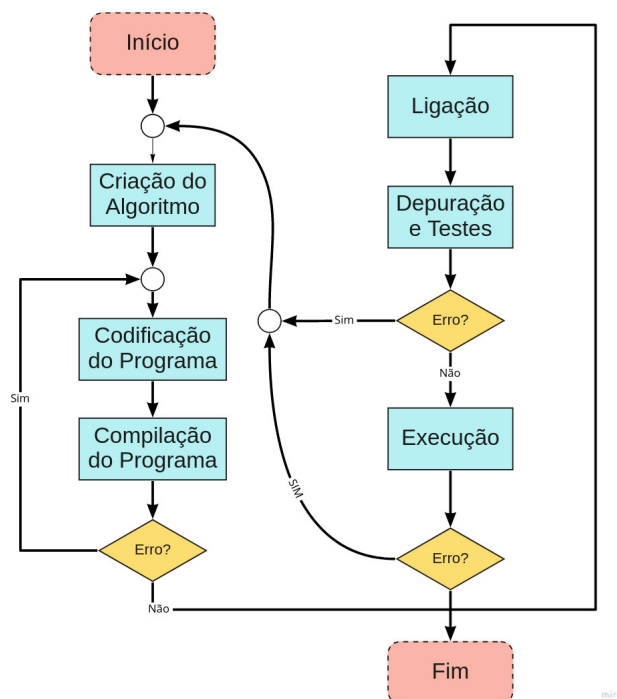 Início
Criação do
Algoritmo
Codificação
do Programa
Sim
Compilação
do Programa
Erro?
Não
Ligação
Depuração
e Testes
Erro?
Sim
Não
Execução
SIM
Erro?
Fim
mir